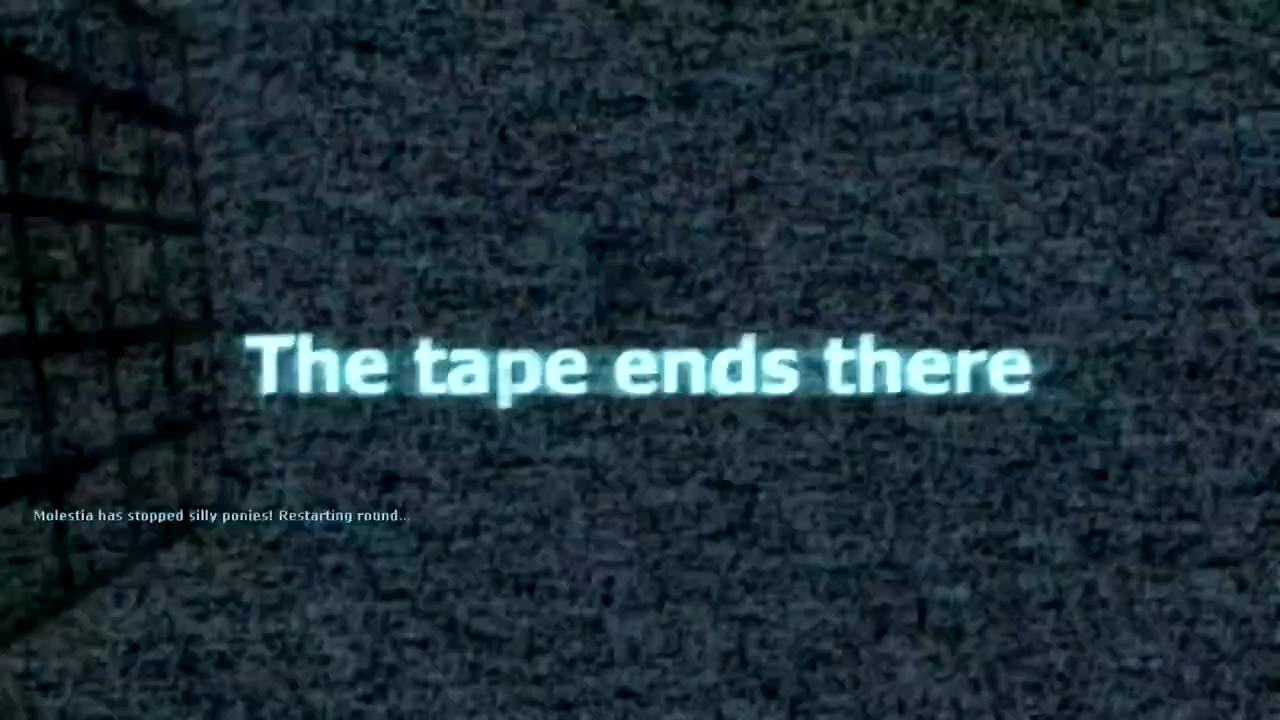 The tape ends there
Molestia has stopped silly ponies! Restarting round...